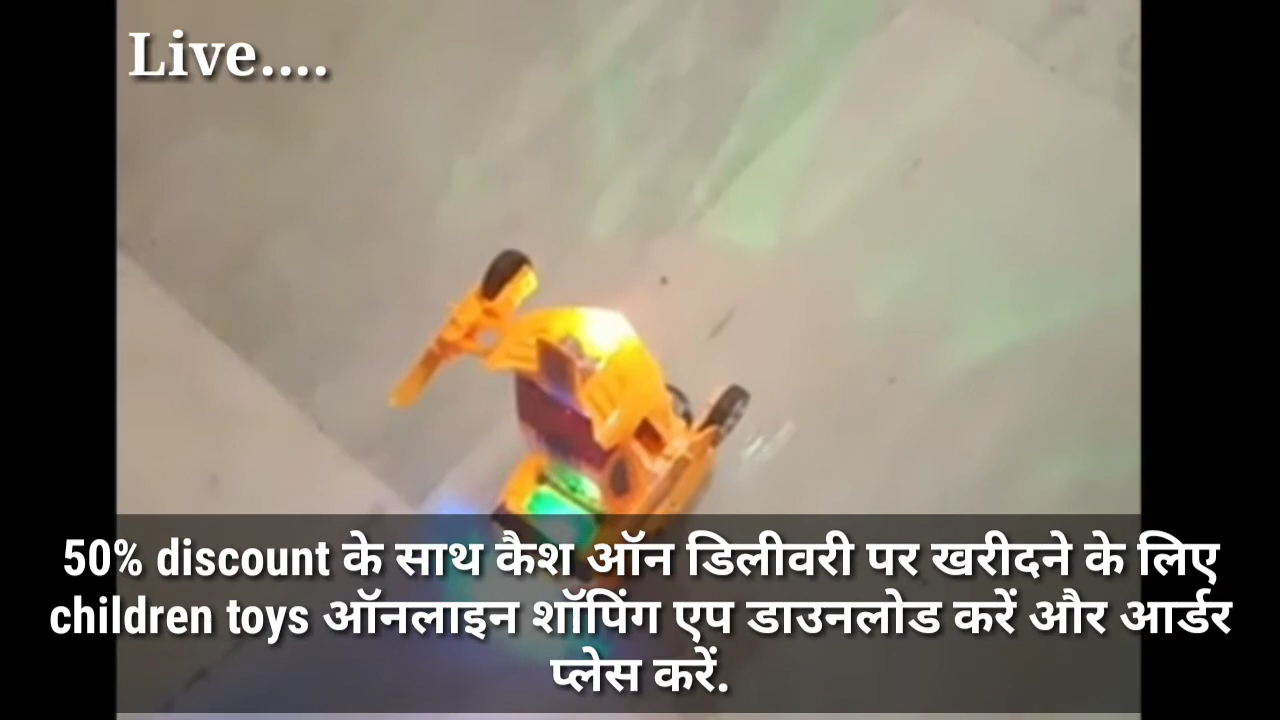 Live....
50% discount के साथ कैश ऑन डिलीवरी पर खरीदने के लिए
children toys ऑनलाइन शॉपिंग एप डाउनलोड करें और आर्डर
प्लेस करें.